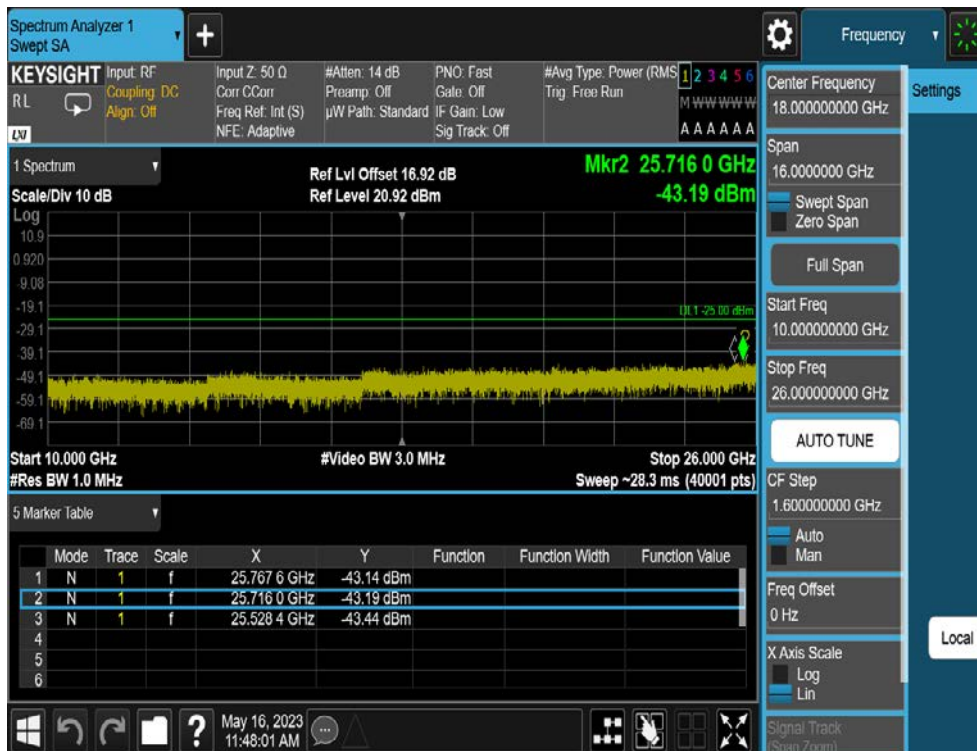 Spectrum Analyzer 1
Swept SA
+
Frequency
KEYSIGHT
RL
LXI
Input: RF
Coupling: DC
Align: Off
Input Z: 50 Ω
Corr CCorr
Freq Ref: Int (S)
NFE: Adaptive
#Atten: 14 dB
Preamp: Off
µW Path: Standard
PNO: Fast
Gate: Off
IF Gain: Low
Sig Track: Off
#Avg Type: Power (RMS
Trig: Free Run
1 2 3 4 5 6
M W W W W W
A A A A A A
1 Spectrum
Scale/Div 10 dB
Log
Ref Lvl Offset 16.92 dB
Ref Level 20.92 dBm
Mkr2 25.716 0 GHz
-43.19 dBm
10.9
0.920
-9.08
-19.1
-29.1
-39.1
-49.1
-59.1
-69.1
DL1 -25.00 dBm
Start 10.000 GHz
#Res BW 1.0 MHz
#Video BW 3.0 MHz
Stop 26.000 GHz
Sweep ~28.3 ms (40001 pts)
5 Marker Table
Mode Trace Scale X Y Function Function Width Function Value
1 N 1 f 25.767 6 GHz -43.14 dBm
2 N 1 f 25.716 0 GHz -43.19 dBm
3 N 1 f 25.528 4 GHz -43.44 dBm
4
5
6
?
May 16, 2023
11:48:01 AM
Center Frequency
18.000000000 GHz
Span
16.0000000 GHz
Swept Span
Zero Span
Full Span
Start Freq
10.000000000 GHz
Stop Freq
26.000000000 GHz
AUTO TUNE
CF Step
1.600000000 GHz
Auto
Man
Freq Offset
0 Hz
X Axis Scale
Log
Lin
Signal Track
(Span Zoom)
Settings
Local